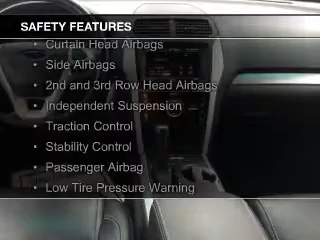 SAFETY FEATURES
• Curtain Head Airbags
• Side Airbags
• 2nd and 3rd Row Head Airbags
• Independent Suspension
• Traction Control
• Stability Control
• Passenger Airbag
• Low Tire Pressure Warning